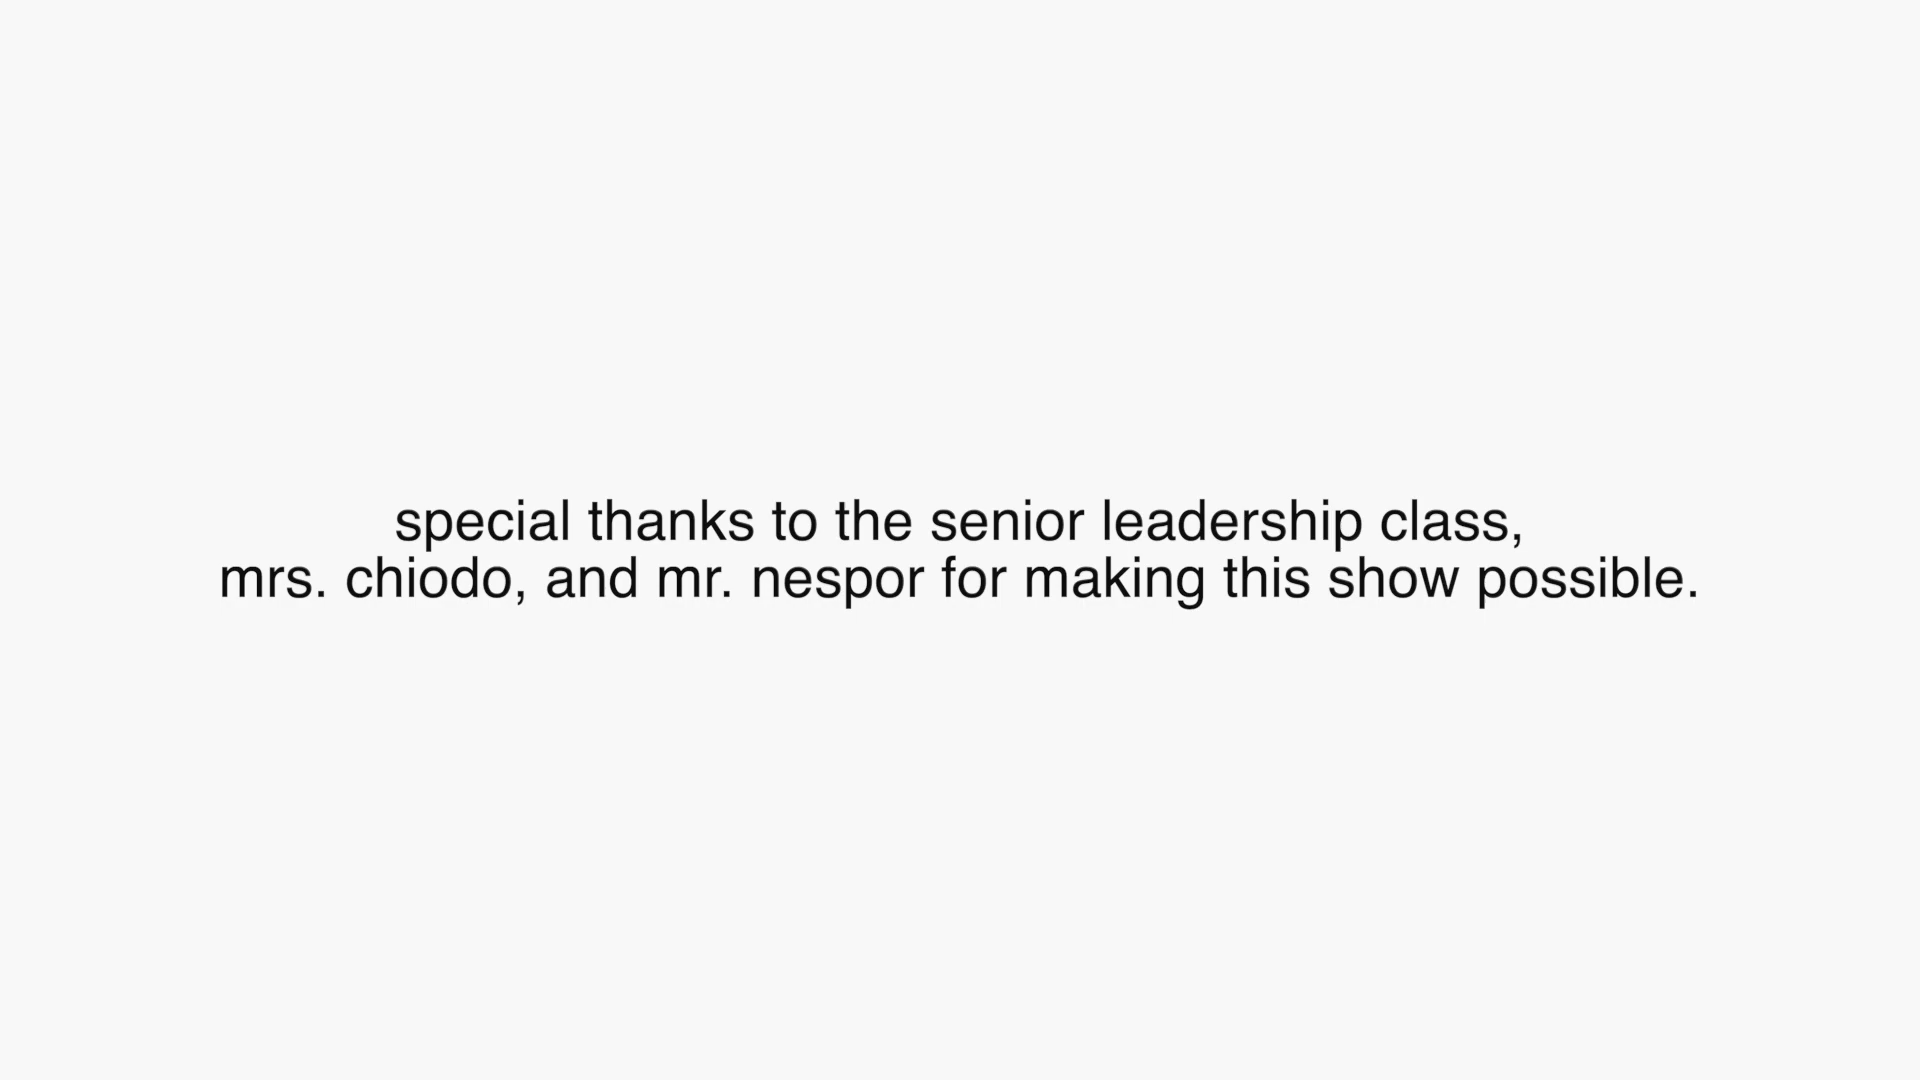 special thanks to the senior leadership class,
mrs. chiodo, and mr. nespor for making this show possible.